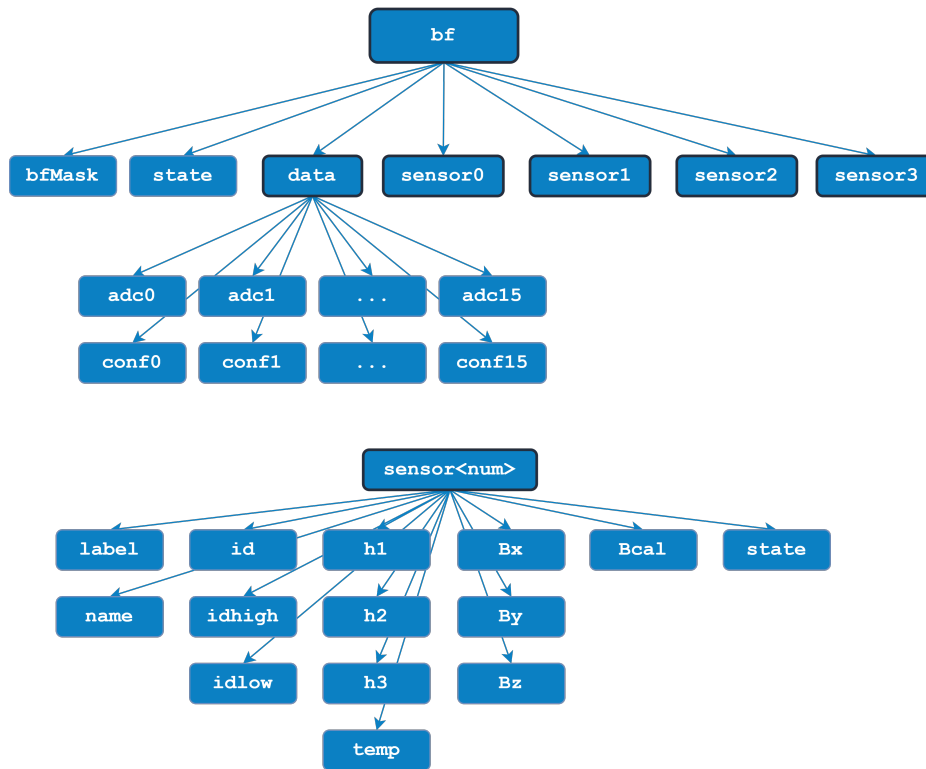 bf
bfMask state data sensor0 sensor1 sensor2 sensor3
adc0 adc1 ... adc15
conf0 conf1 ... conf15
sensor<num>
label id h1 Bx Bcal state
name idhigh h2 By
idlow h3 Bz
temp